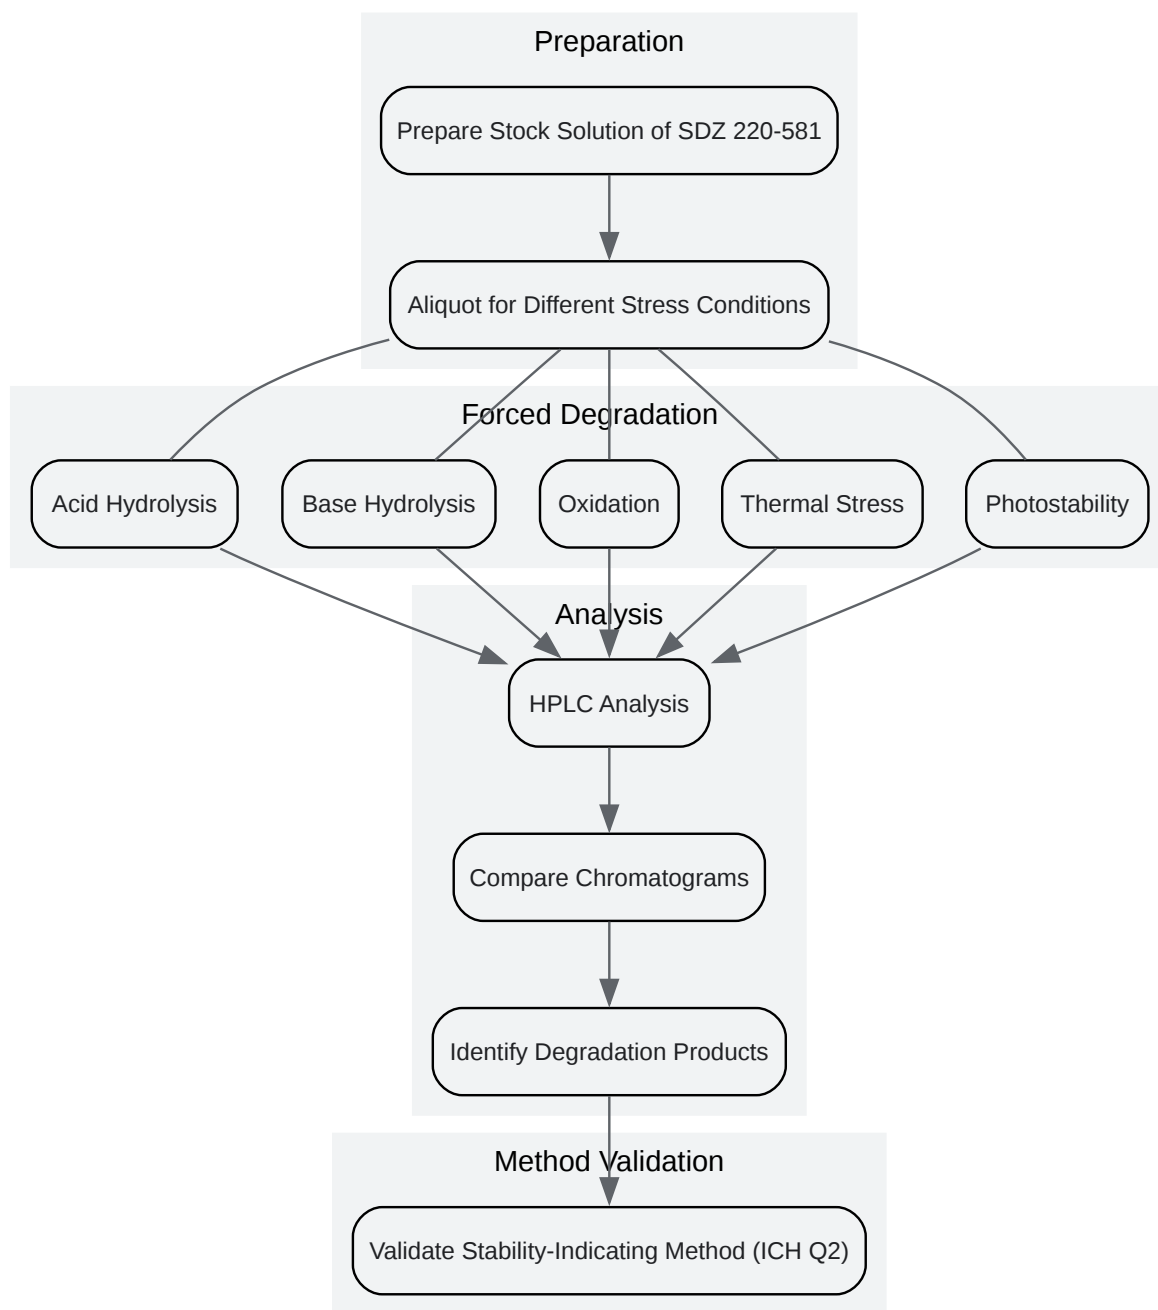 Preparation
Prepare Stock Solution of SDZ 220-581
Aliquot for Different Stress Conditions
Forced Degradation
Acid Hydrolysis
Base Hydrolysis
Oxidation
Thermal Stress
Photostability
Analysis
HPLC Analysis
Compare Chromatograms
Identify Degradation Products
Method Validation
Validate Stability-Indicating Method (ICH Q2)